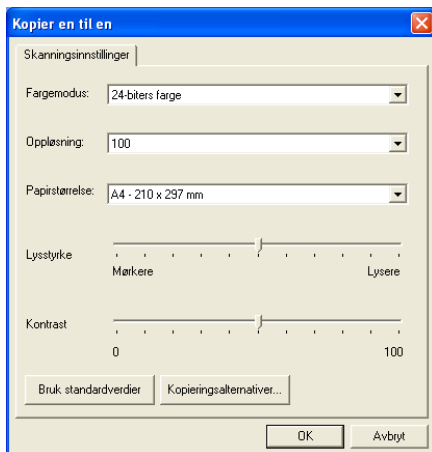 Kopier en til en
Skanningsinnstillinger
Fargemodus: 24-biters farge
Oppløsning: 100
Papirstørrelse: A4 - 210 x 297 mm
Lysstyrke
Mørkere Lysere
Kontrast
0 100
Bruk standardverdier Kopieringsalternativer...
OK Avbryt